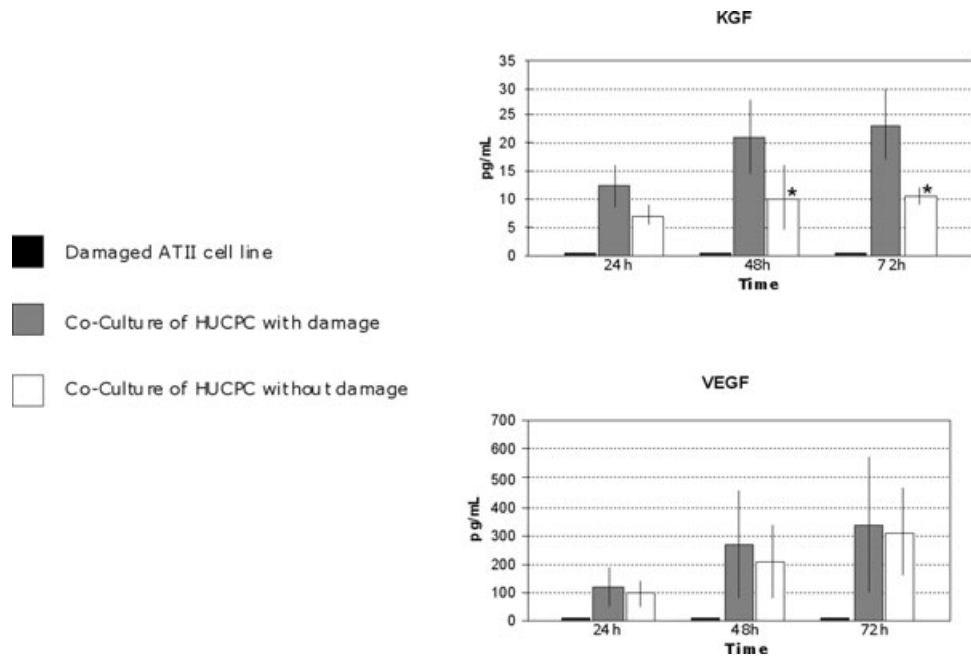 KGF
35
30
25
20
15
10
5
0
pg/mL
*
*
24h
48h
72h
Time
Damaged ATII cell line
Co-Culture of HUCPC with damage
Co-Culture of HUCPC without damage
VEGF
700
600
500
400
300
200
100
0
pg/mL
24h
48h
72h
Time